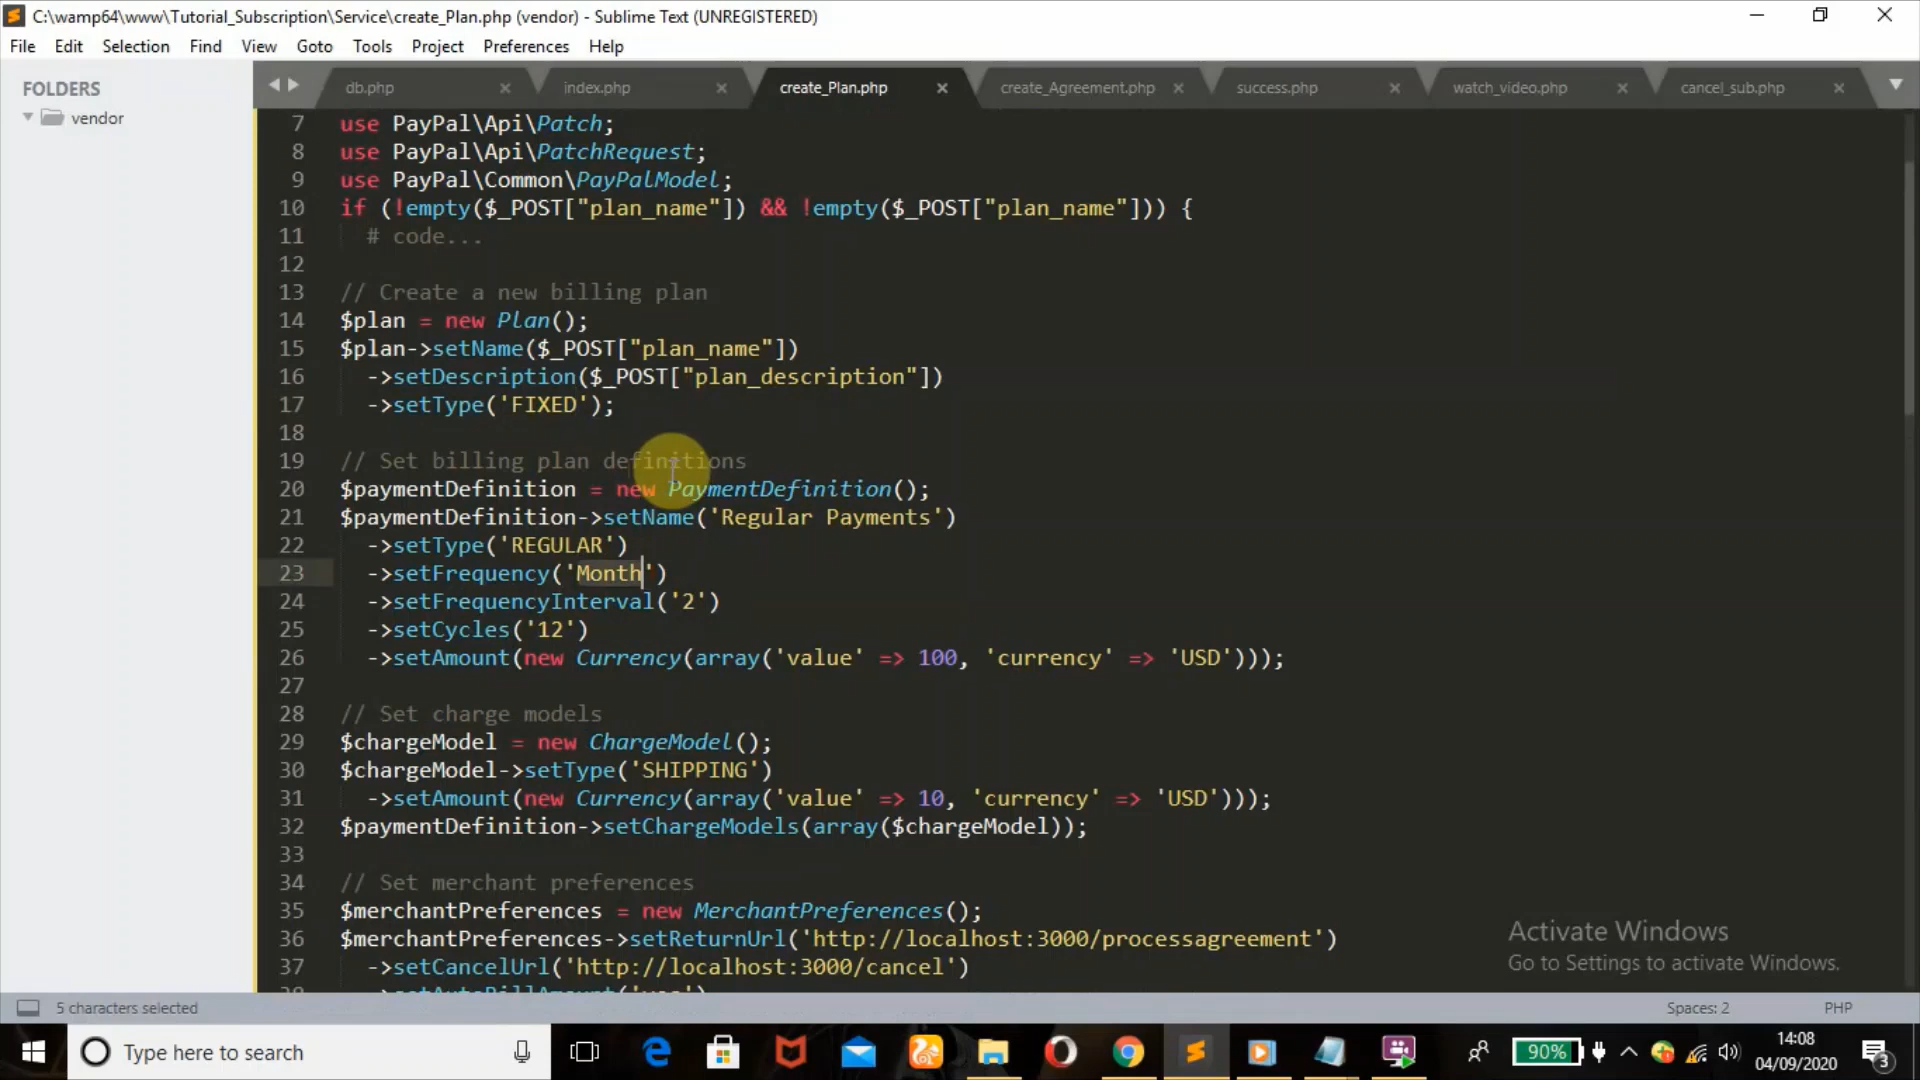 C:\wamp64\www\Tutorial_Subscription\Service\create_Plan.php (vendor) - Sublime Text (UNREGISTERED)
File Edit Selection Find View Goto Tools Project Preferences Help
FOLDERS
vendor
db.php index.php create_Plan.php create_Agreement.php success.php watch_video.php cancel_sub.php
7 use PayPal\Api\Patch;
8 use PayPal\Api\PatchRequest;
9 use PayPal\Common\PayPalModel;
10 if (!empty($_POST["plan_name"]) && !empty($_POST["plan_name"])) {
11 # code...
12
13 // Create a new billing plan
14 $plan = new Plan();
15 $plan->setName($_POST["plan_name"])
16 ->setDescription($_POST["plan_description"])
17 ->setType('FIXED');
18
19 // Set billing plan definitions
20 $paymentDefinition = new PaymentDefinition();
21 $paymentDefinition->setName('Regular Payments')
22 ->setType('REGULAR')
23 ->setFrequency('Month')
24 ->setFrequencyInterval('2')
25 ->setCycles('12')
26 ->setAmount(new Currency(array('value' => 100, 'currency' => 'USD')));
27
28 // Set charge models
29 $chargeModel = new ChargeModel();
30 $chargeModel->setType('SHIPPING')
31 ->setAmount(new Currency(array('value' => 10, 'currency' => 'USD')));
32 $paymentDefinition->setChargeModels(array($chargeModel));
33
34 // Set merchant preferences
35 $merchantPreferences = new MerchantPreferences();
36 $merchantPreferences->setReturnUrl('http://localhost:3000/processagreement')
37 ->setCancelUrl('http://localhost:3000/cancel')
Activate Windows
Go to Settings to activate Windows.
5 characters selected
Spaces: 2
PHP
Type here to search
90%
14:08
04/09/2020
3